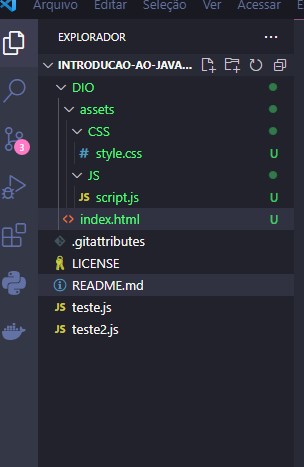 Arquivo Editar Ver Acessar E
EXPLORADOR ...
INTRODUCAO-AO-JAVA...
DIO
assets
CSS
# style.css U
JS
JS script.js U
<> index.html U
.gitattributes
LICENSE
README.md
JS teste.js
JS teste2.js
3